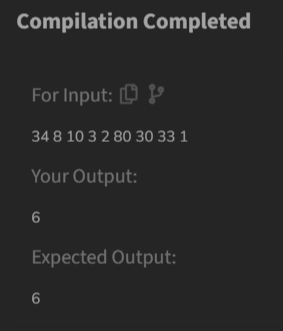 Compilation Completed
For Input:
34 8 10 3 2 80 30 33 1
Your Output:
6
Expected Output:
6